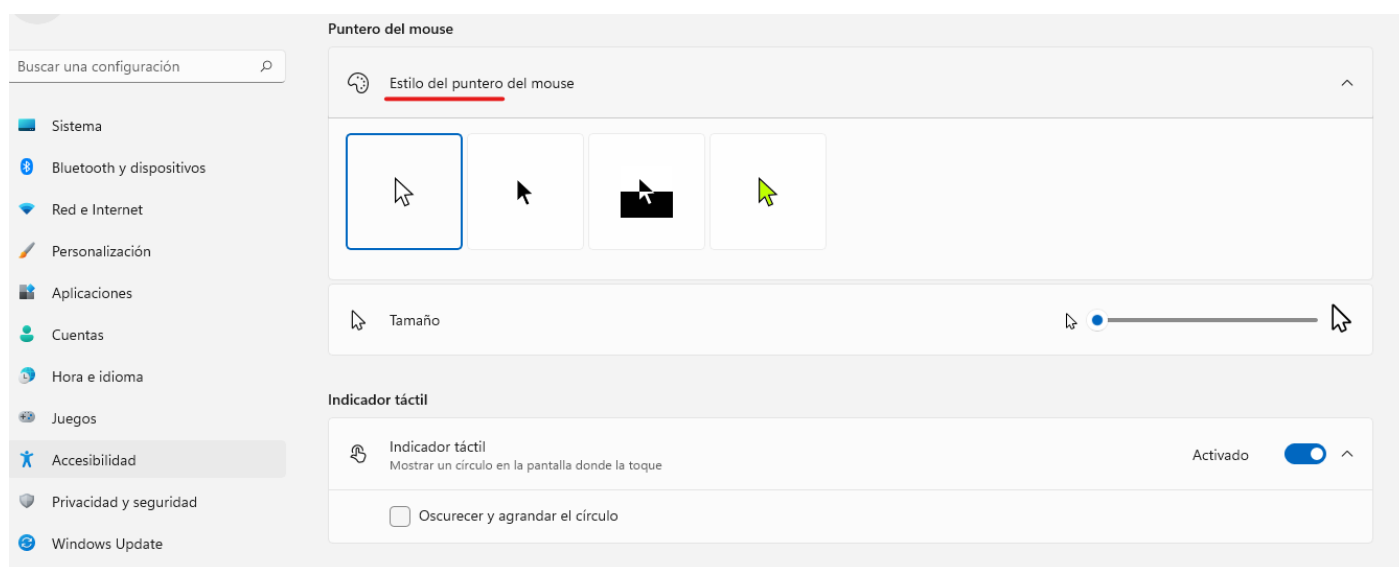 Buscar una configuración
Sistema
Bluetooth y dispositivos
Red e Internet
Personalización
Aplicaciones
Cuentas
Hora e idioma
Juegos
Accesibilidad
Privacidad y seguridad
Windows Update
Puntero del mouse
Estilo del puntero del mouse
Tamaño
Indicador táctil
Indicador táctil
Mostrar un círculo en la pantalla donde la toque
Activado
Oscurecer y agrandar el círculo